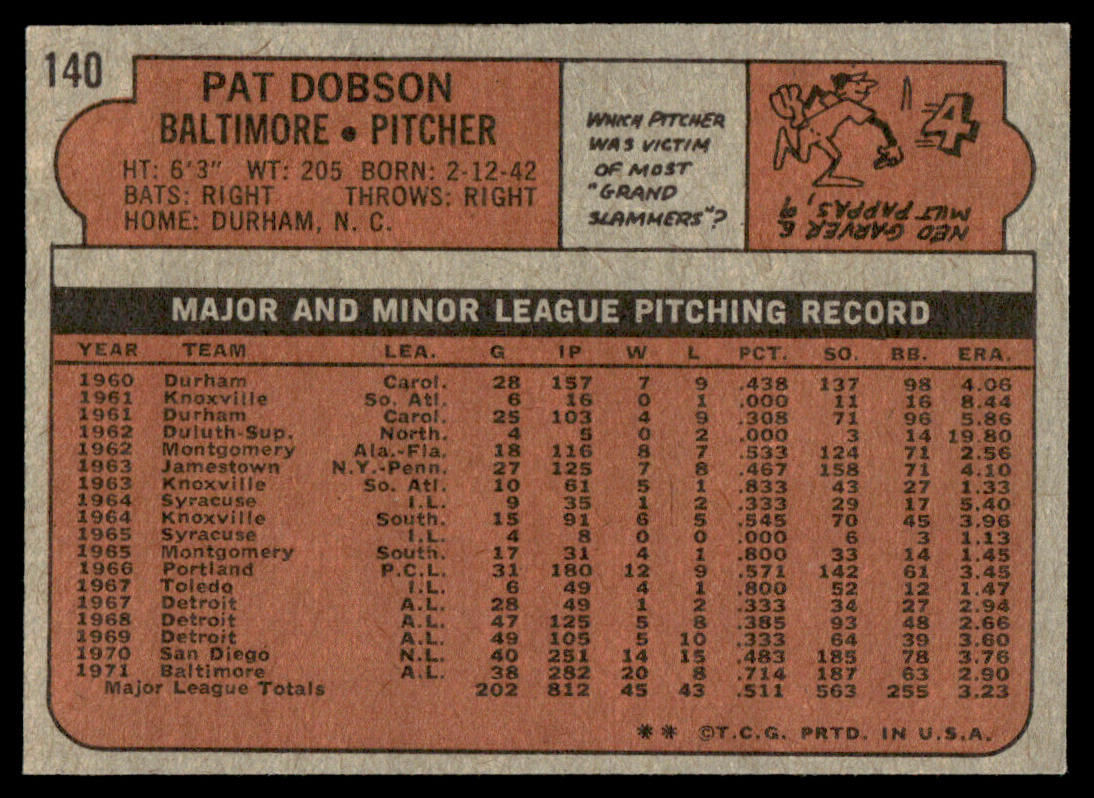 140
PAT DOBSON
BALTIMORE • PITCHER
HT: 6'3" WT: 205 BORN: 2-12-42
BATS: RIGHT THROWS: RIGHT
HOME: DURHAM, N. C.
WHICH PITCHER
WAS VICTIM
OF MOST
"GRAND
SLAMMERS"?
4
NED GARVER &
MILT PAPPAS, 9
MAJOR AND MINOR LEAGUE PITCHING RECORD
YEAR TEAM LEA. G IP W L PCT. SO. BB. ERA.
1960 Durham Carol. 28 157 7 9 .438 137 98 4.06
1961 Knoxville So. Atl. 6 16 0 1 .000 11 16 8.44
1961 Durham Carol. 25 103 4 9 .308 71 96 5.86
1962 Duluth-Sup. North. 4 5 0 2 .000 3 14 19.80
1962 Montgomery Ala.-Fla. 18 116 8 7 .533 124 71 2.56
1963 Jamestown N.Y.-Penn. 27 125 7 8 .467 158 71 4.10
1963 Knoxville So. Atl. 10 61 5 1 .833 43 27 1.33
1964 Syracuse I.L. 9 35 1 2 .333 29 17 5.40
1964 Knoxville South. 15 91 6 5 .545 70 45 3.96
1965 Syracuse I.L. 4 8 0 0 .000 6 3 1.13
1965 Montgomery South. 17 31 4 1 .800 33 14 1.45
1966 Portland P.C.L. 31 180 12 9 .571 142 61 3.45
1967 Toledo I.L. 6 49 4 1 .800 52 12 1.47
1967 Detroit A.L. 28 49 1 2 .333 34 27 2.94
1968 Detroit A.L. 47 125 5 8 .385 93 48 2.66
1969 Detroit A.L. 49 105 5 10 .333 64 39 3.60
1970 San Diego N.L. 40 251 14 15 .483 185 78 3.76
1971 Baltimore A.L. 38 282 20 8 .714 187 63 2.90
Major League Totals 202 812 45 43 .511 563 255 3.23
** ©T.C.G. PRTD. IN U.S.A.